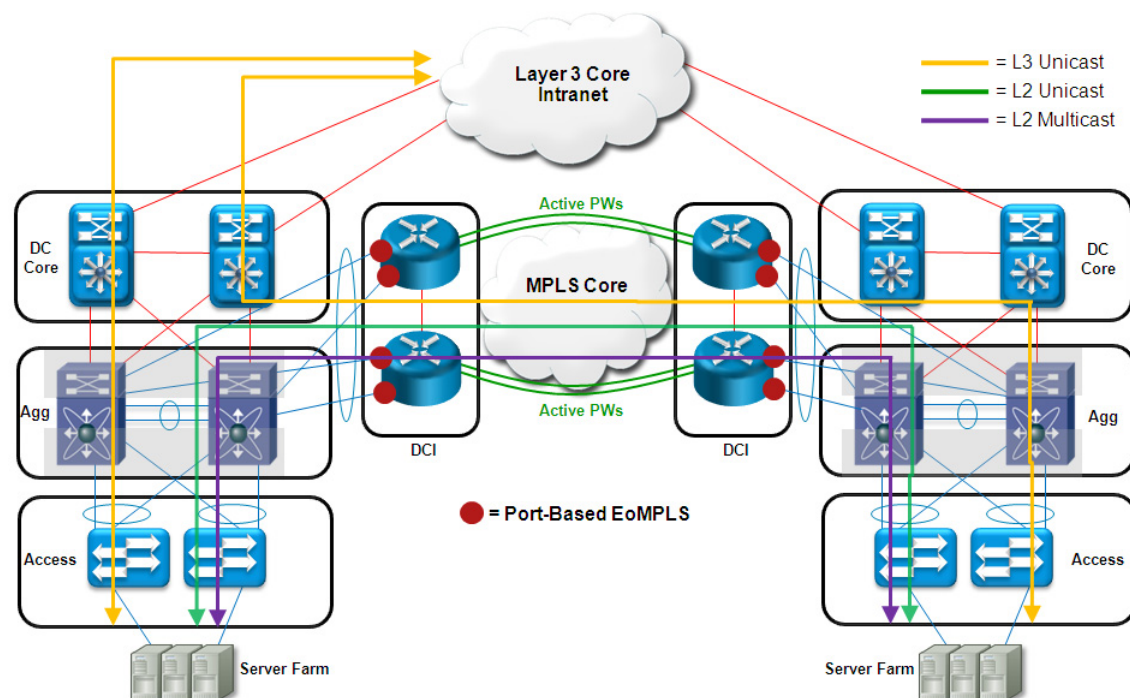 Layer 3 Core
Intranet
= L3 Unicast
= L2 Unicast
= L2 Multicast
DC
Core
Active PWs
MPLS Core
Active PWs
DC
Core
Agg
DCI
DCI
Agg
= Port-Based EoMPLS
Access
Access
Server Farm
Server Farm